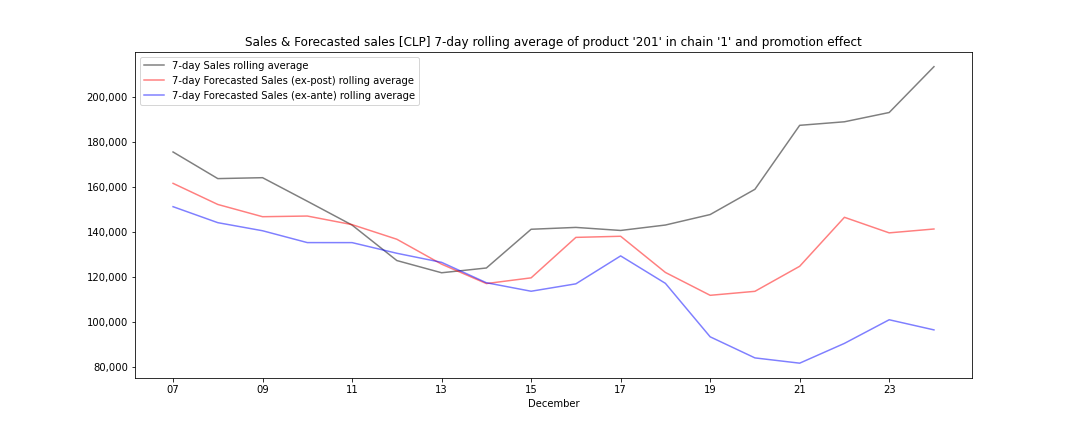 Sales & Forecasted sales [CLP] 7-day rolling average of product '201' in chain '1' and promotion effect
7-day Sales rolling average
7-day Forecasted Sales (ex-post) rolling average
7-day Forecasted Sales (ex-ante) rolling average
200,000
180,000
160,000
140,000
120,000
100,000
80,000
07 09 11 13 15 17 19 21 23
December